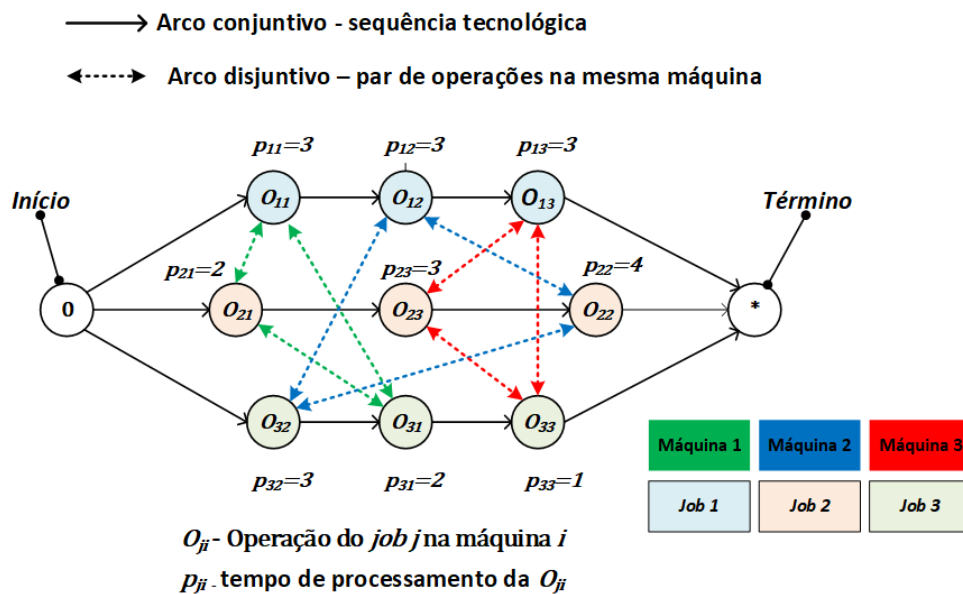 Arco conjuntivo - sequência tecnológica
Arco disjuntivo – par de operações na mesma máquina
p11=3 p12=3 p13=3
Início Término
O11 O12 O13
p21=2 p23=3 p22=4
0 O21 O23 O22 *
O32 O31 O33
p32=3 p31=2 p33=1
Máquina 1 Máquina 2 Máquina 3
Job 1 Job 2 Job 3
Oji - Operação do job j na máquina i
pji - tempo de processamento da Oji